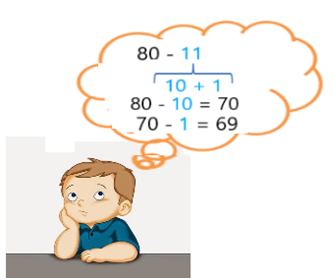 80 - 11
10 + 1
80 - 10 = 70
70 - 1 = 69